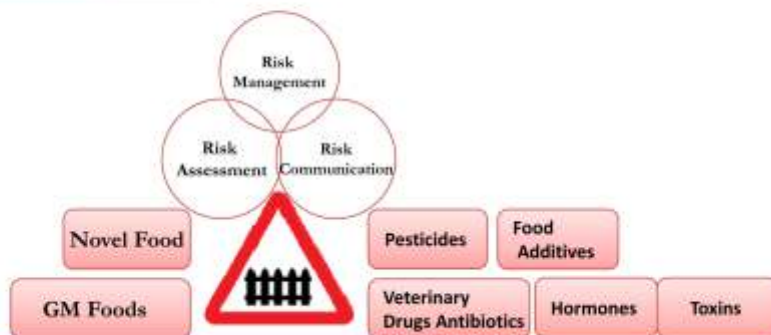 Risk
Management
Risk
Assessment
Risk
Communication
Novel Food
Pesticides
Food
Additives
GM Foods
Veterinary
Drugs Antibiotics
Hormones
Toxins